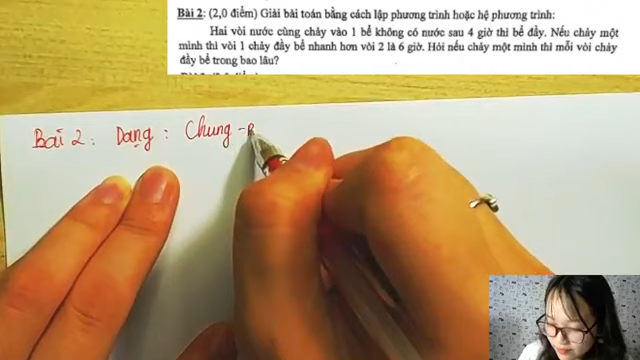 Bài 2: (2,0 điểm) Giải bài toán bằng cách lập phương trình hoặc hệ phương trình:
Hai vòi nước cùng chảy vào 1 bể không có nước sau 4 giờ thì bể đầy. Nếu chảy một
mình thì vòi 1 chảy đầy bể nhanh hơn vòi 2 là 6 giờ. Hỏi nếu chảy một mình thì mỗi vòi chảy
đầy bể trong bao lâu?
Bài 2: Dạng: Chung -